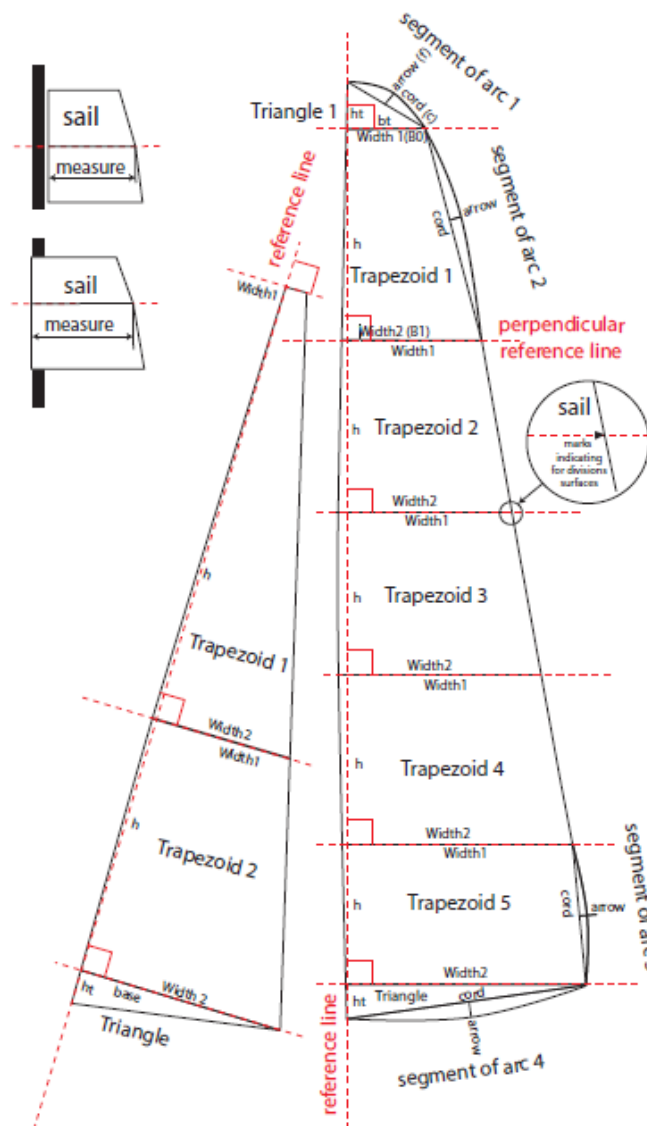 segment of arc 1
arrow (f)
cord (c)
sail
measure
Triangle 1
ht
bt
Width 1(B0)
reference line
arrow
cord
segment of arc 2
h
Trapezoid 1
sail
measure
Width1
Width2 (B1)
Width1
perpendicular
reference line
h
Trapezoid 2
sail
marks
indicating
for divisions
surfaces
Width2
Width1
h
h
Trapezoid 3
Trapezoid 1
Width2
Width1
Width2
Width1
h
Trapezoid 4
h
Width2
Width1
Trapezoid 2
h
Trapezoid 5
cord
arrow
Width2
ht
base
Width 2
Triangle
ht
Triangle
cord
arrow
reference line
segment of arc 4